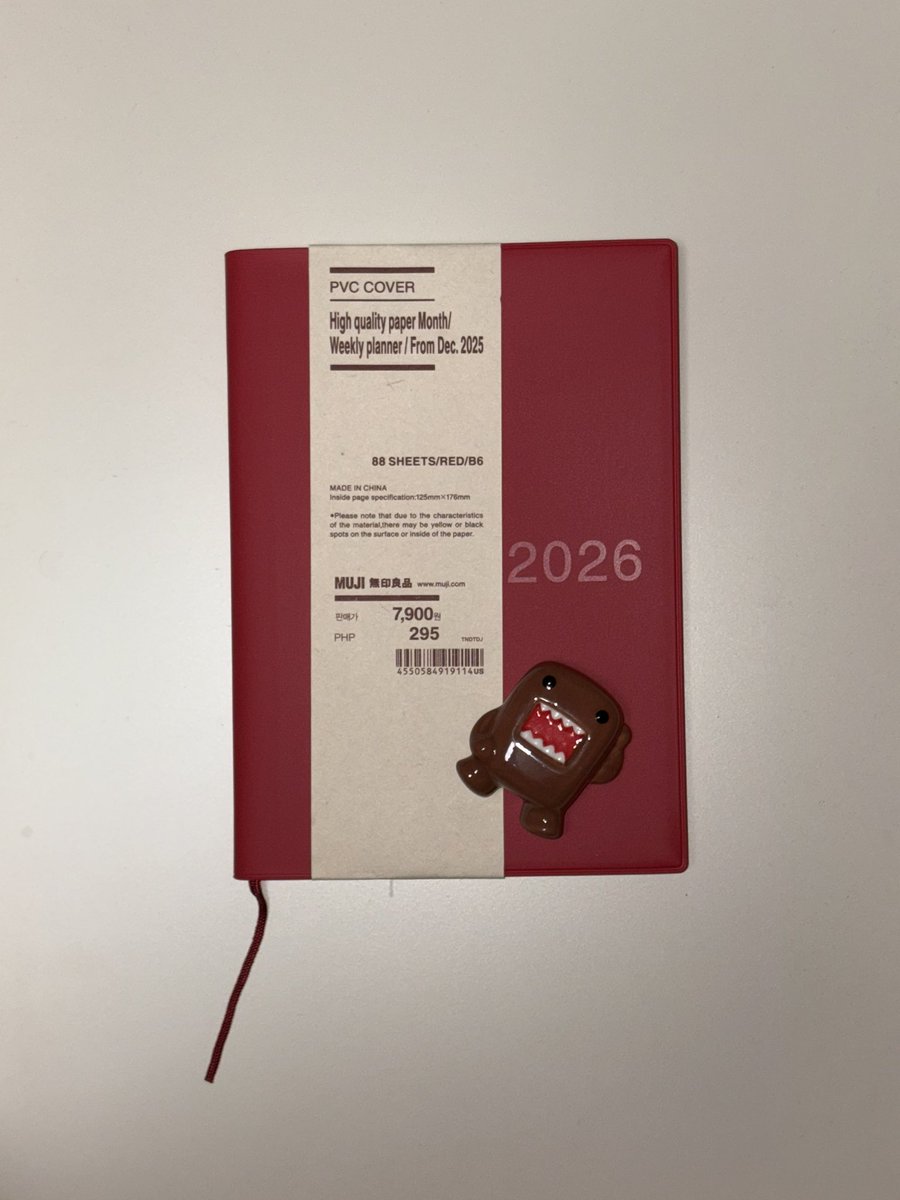 PVC COVER
High quality paper Month/
Weekly planner / From Dec. 2025
88 SHEETS/RED/B6
MADE IN CHINA
Inside page specification:125mm×176mm
*Please note that due to the characteristics
of the material,there may be yellow or black
spots on the surface or inside of the paper.
2026
MUJI 無印良品 www.muji.com
판매가 7,900원
PHP 295 TNDTDJ
4550584919114US